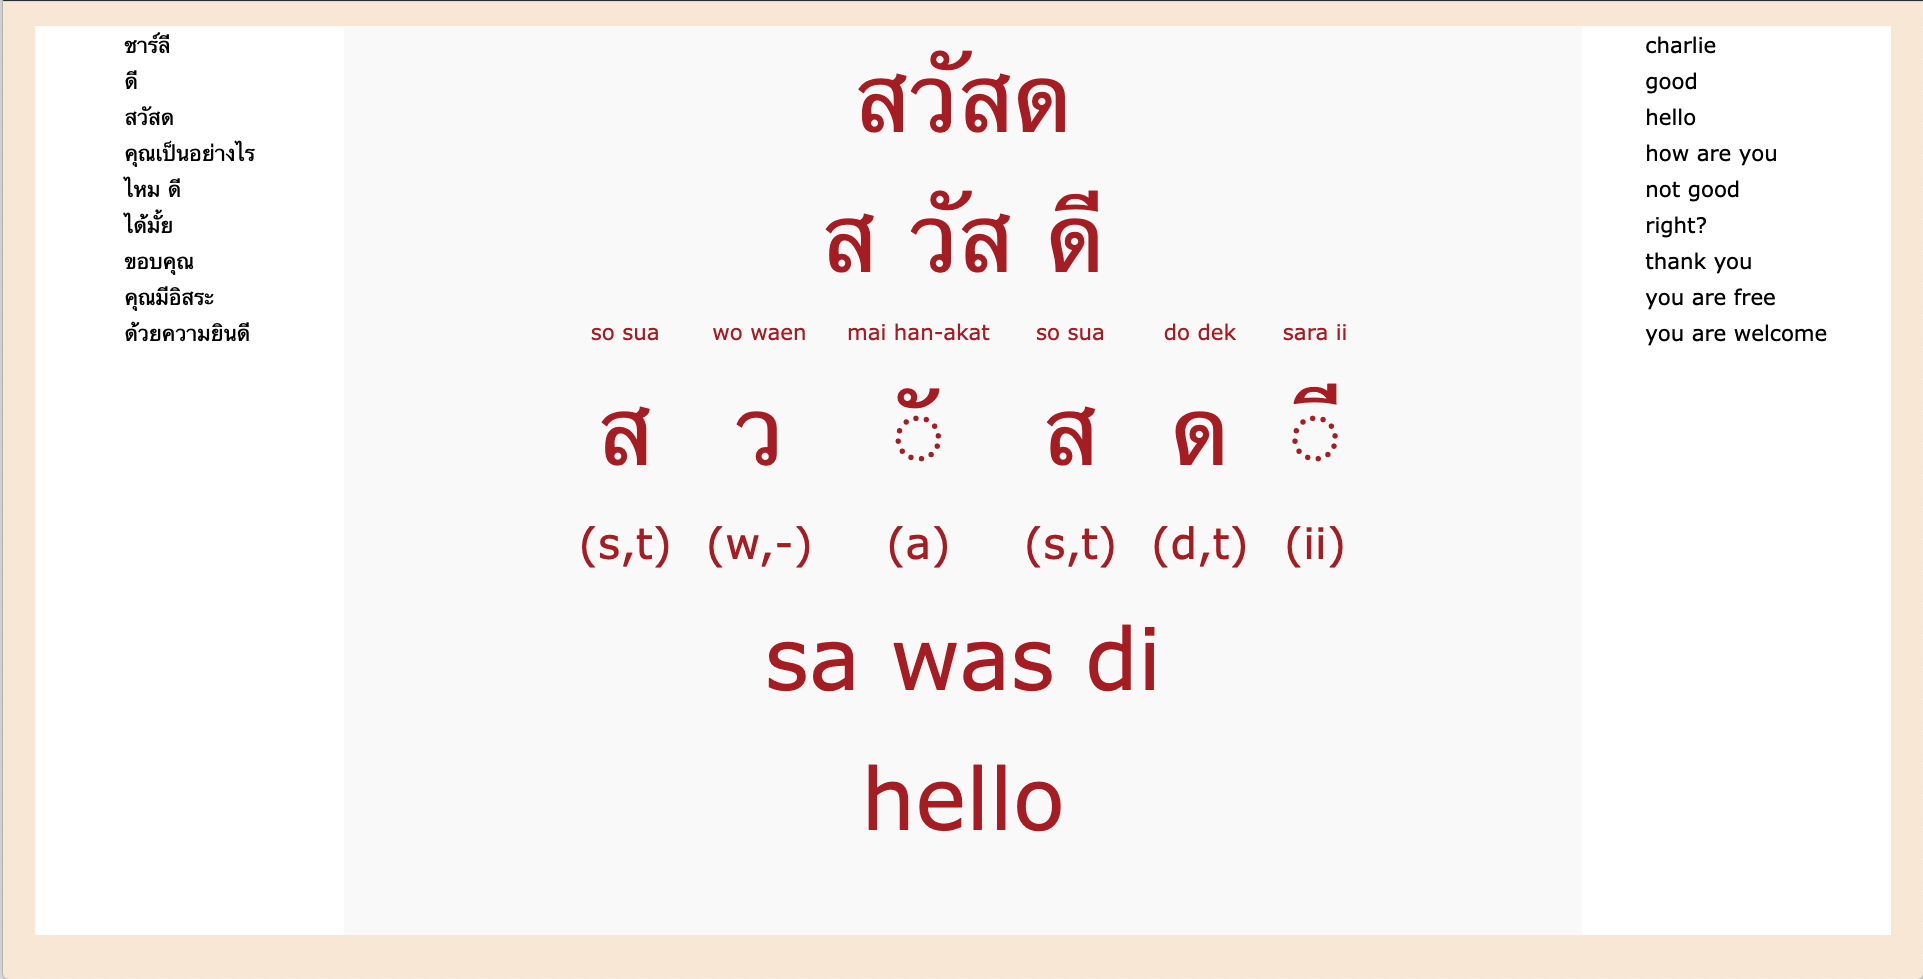 ชาร์ลี
ดี
สวัสด
คุณเป็นอย่างไร
ไหม ดี
ได้มั้ย
ขอบคุณ
คุณมีอิสระ
ด้วยความยินดี
สวัสด
ส วัส ดี
so sua wo waen mai han-akat so sua do dek sara ii
ส ว ◌ั ส ด ◌ี
(s,t) (w,-) (a) (s,t) (d,t) (ii)
sa was di
hello
charlie
good
hello
how are you
not good
right?
thank you
you are free
you are welcome